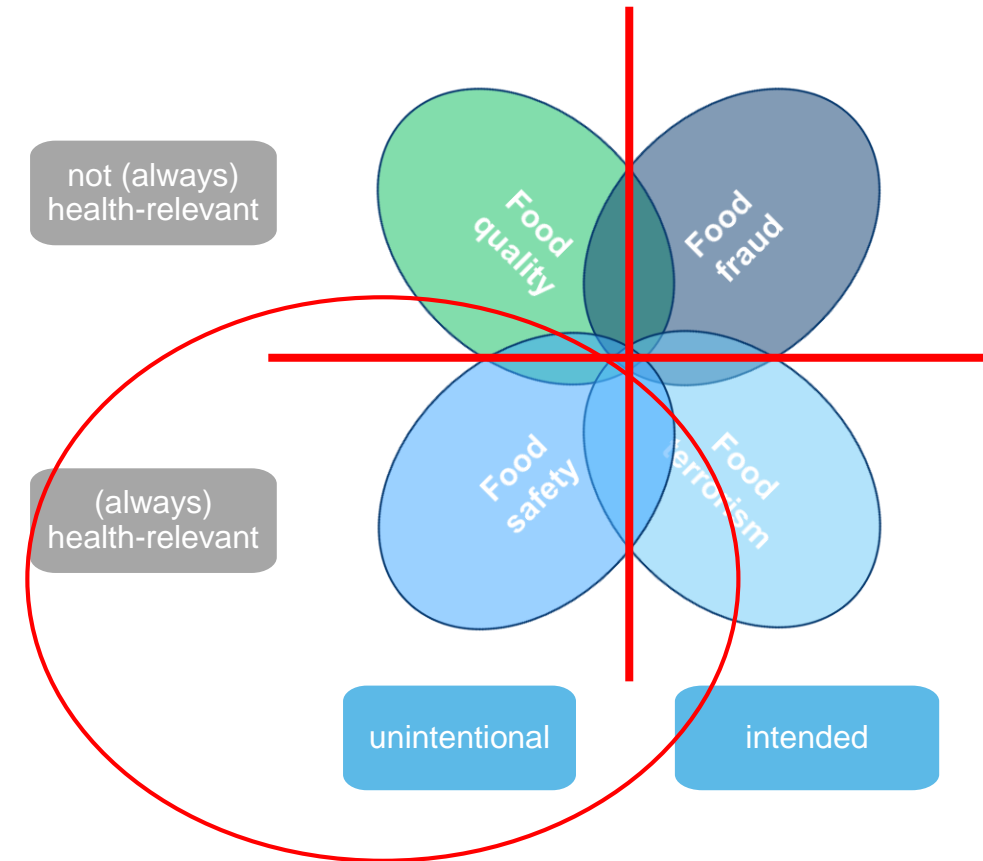 not (always)
health-relevant
Food
quality
Food
fraud
(always)
health-relevant
Food
safety
Food
terrorism
unintentional
intended